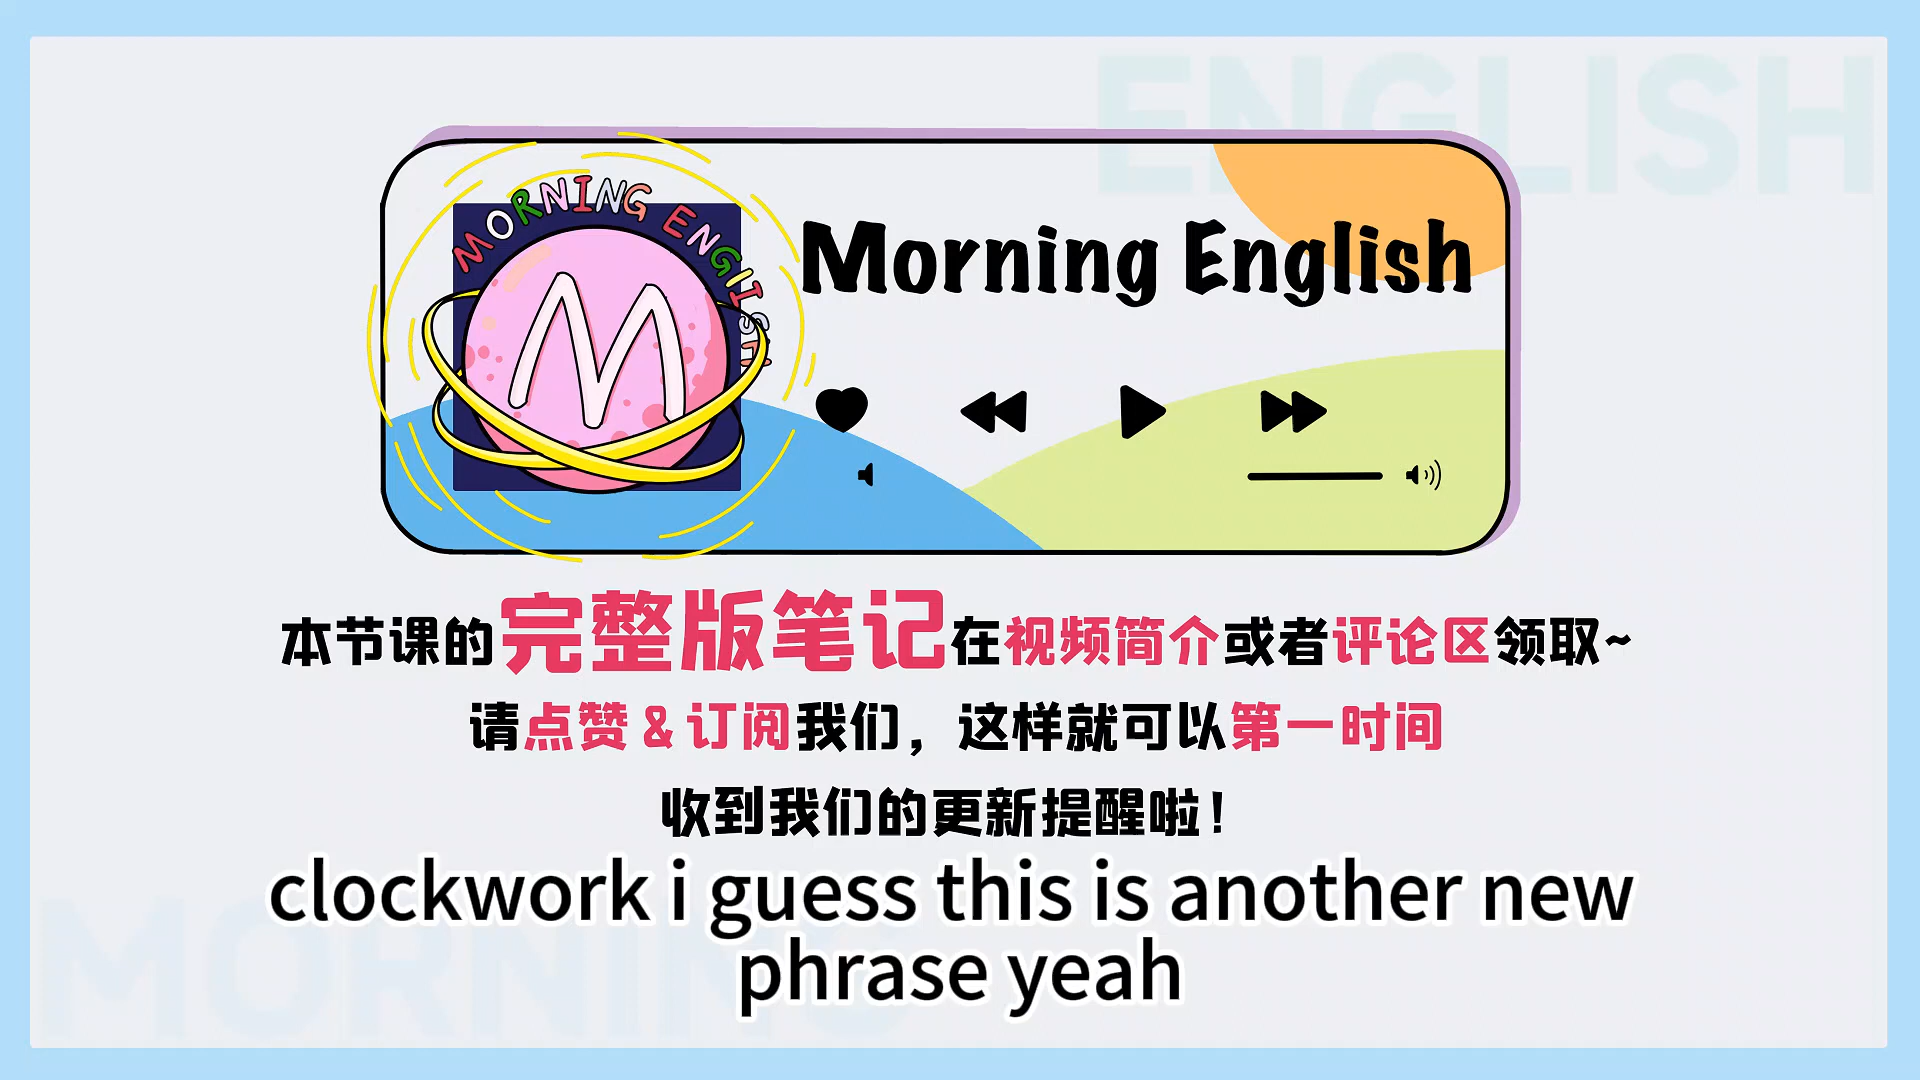 ENGLISH
MORNING ENGLISH
M
Morning English
本节课的完整版笔记在视频简介或者评论区领取~
请点赞&订阅我们，这样就可以第一时间
收到我们的更新提醒啦！
clockwork i guess this is another new
phrase yeah
MORNING